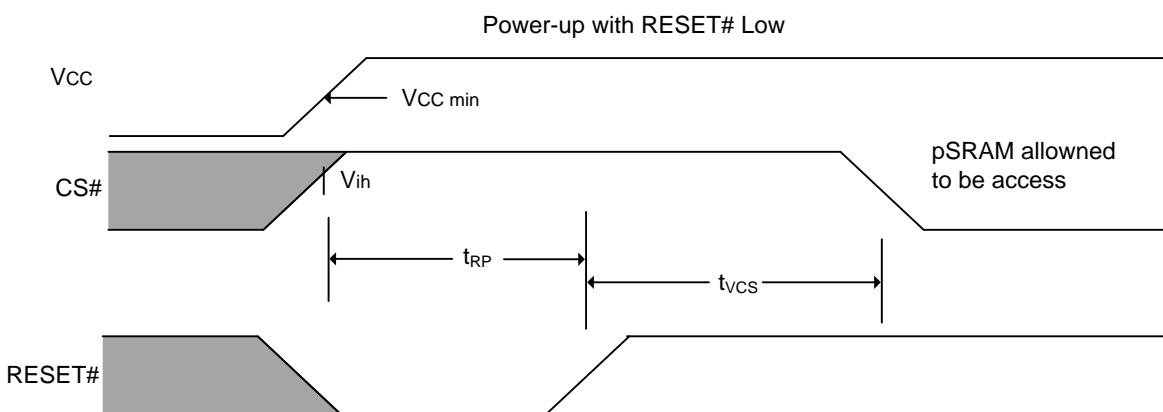 Power-up with RESET# Low
VCC
VCC min
CS#
Vih
pSRAM allowned
to be access
tRP
tVCS
RESET#